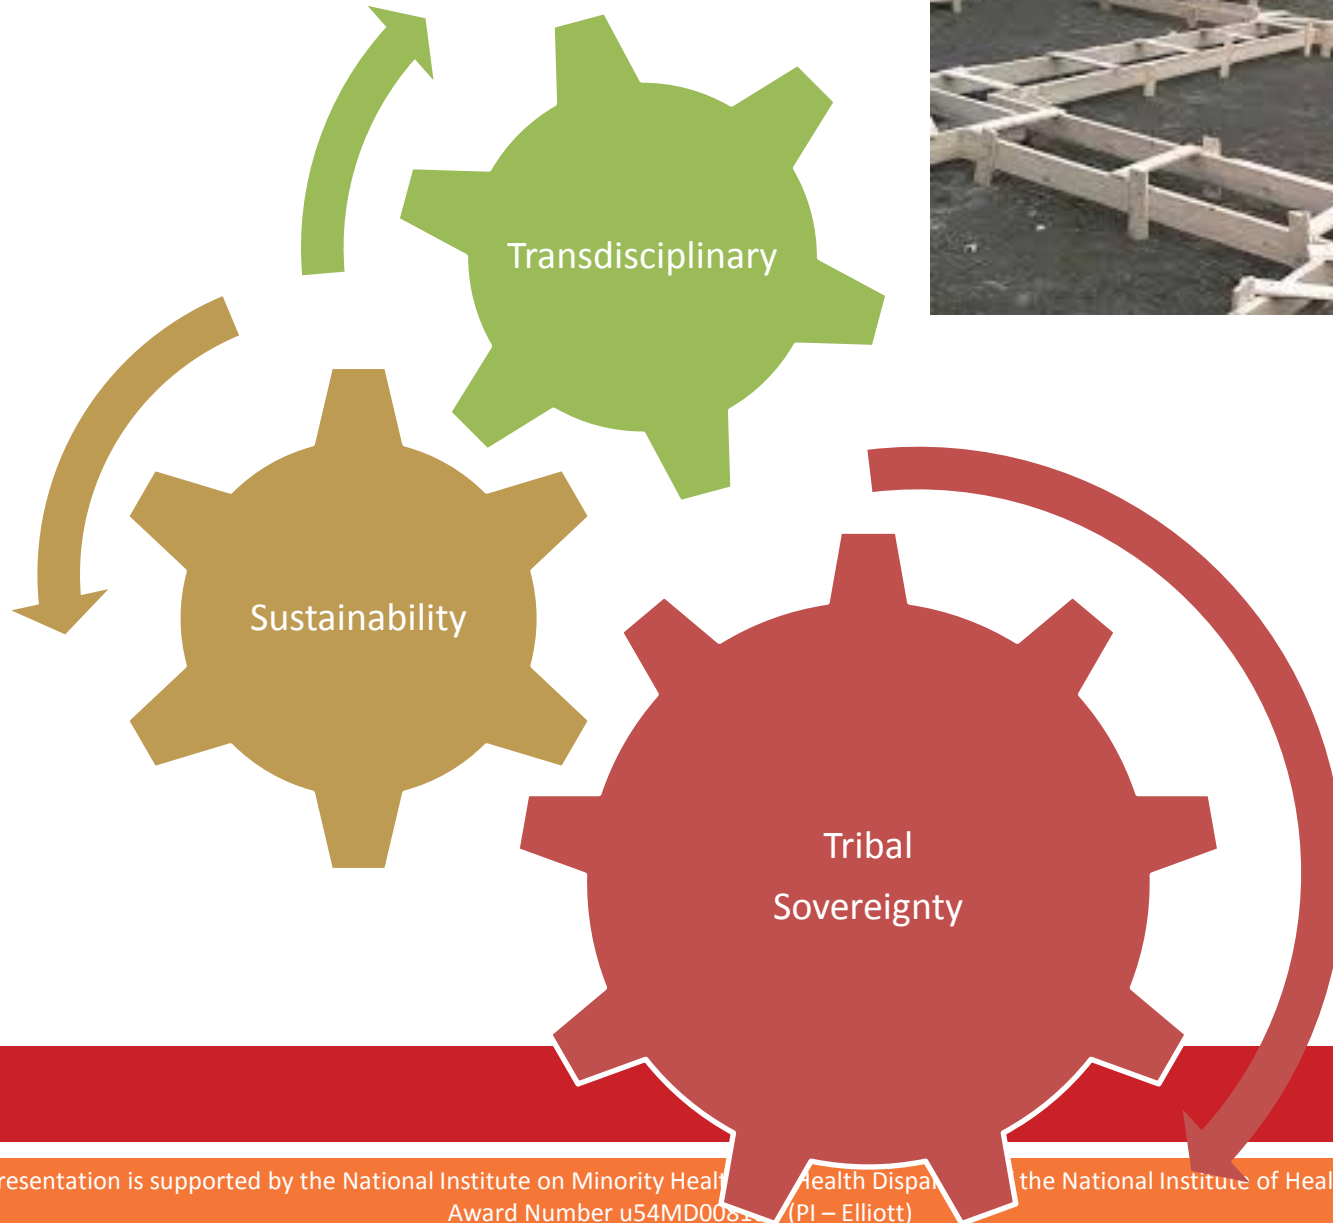 Transdisciplinary
Sustainability
Tribal
Sovereignty
resentation is supported by the National Institute on Minority Healt Health Dispa the National Institute of Heal
Award Number u54MD0081 (PI – Elliott)